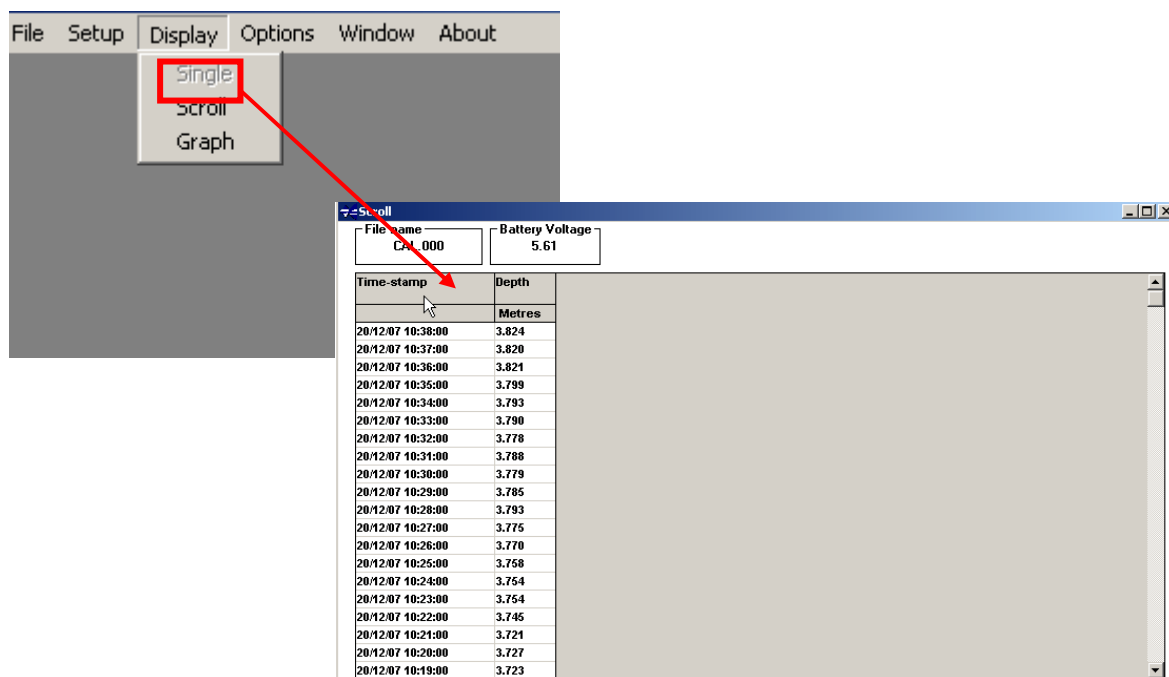 File Setup Display Options Window About
Single
Scroll
Graph
Scroll
File name Battery Voltage
CAL.000 5.61
Time-stamp Depth
Metres
20/12/07 10:38:00 3.824
20/12/07 10:37:00 3.820
20/12/07 10:36:00 3.821
20/12/07 10:35:00 3.799
20/12/07 10:34:00 3.793
20/12/07 10:33:00 3.790
20/12/07 10:32:00 3.778
20/12/07 10:31:00 3.788
20/12/07 10:30:00 3.779
20/12/07 10:29:00 3.785
20/12/07 10:28:00 3.793
20/12/07 10:27:00 3.775
20/12/07 10:26:00 3.770
20/12/07 10:25:00 3.758
20/12/07 10:24:00 3.754
20/12/07 10:23:00 3.754
20/12/07 10:22:00 3.745
20/12/07 10:21:00 3.721
20/12/07 10:20:00 3.727
20/12/07 10:19:00 3.723